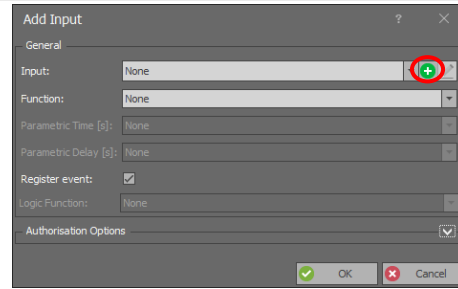 Add Input ?
General
Input: None
Function: None
Parametric Time [s]: None
Parametric Delay [s]: None
Register event:
Logic Function: None
Authorisation Options
OK Cancel